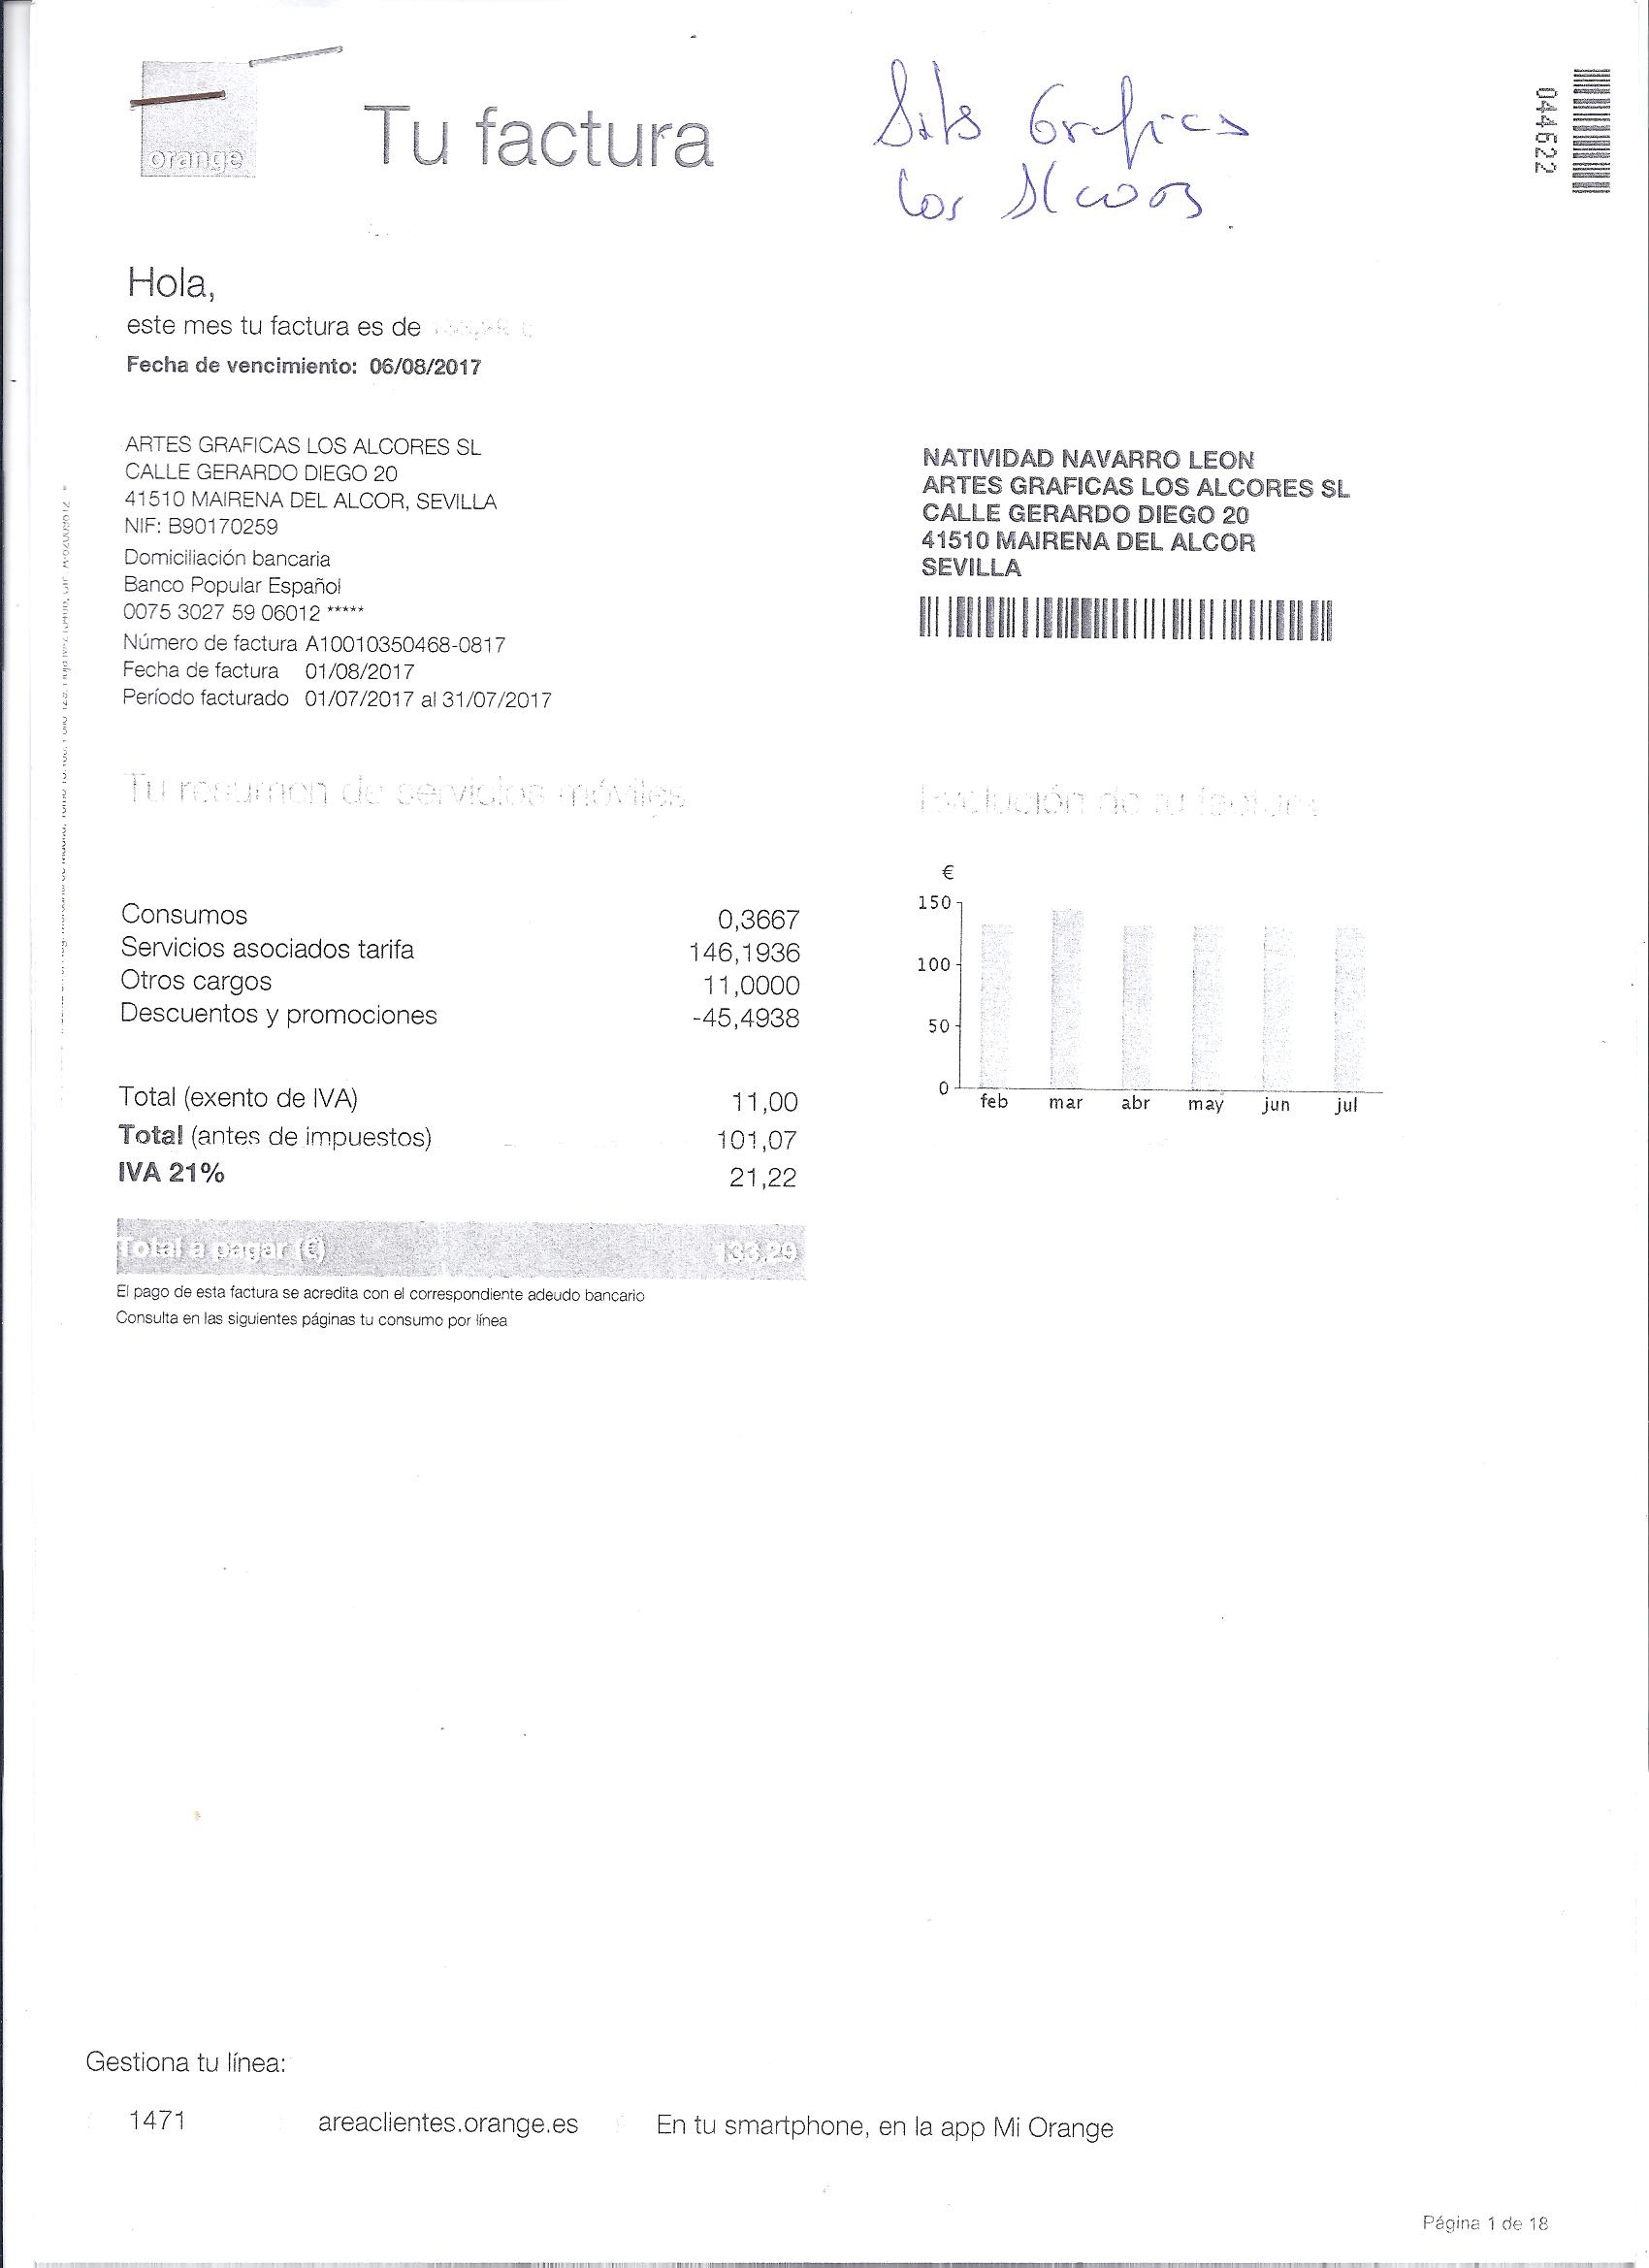 orange
Tu factura
Grafica
Los
044622
Hola,
este mes tu factura es de
Fecha de vencimiento: 06/08/2017
ARTES GRAFICAS LOS ALCORES SL
CALLE GERARDO DIEGO 20
41510 MAIRENA DEL ALCOR, SEVILLA
NIF: B90170259
Domiciliación bancaria
Banco Popular Español
0075 3027 59 06012 *****
Número de factura A10010350468-0817
Fecha de factura 01/08/2017
Período facturado 01/07/2017 al 31/07/2017
NATIVIDAD NAVARRO LEON
ARTES GRAFICAS LOS ALCORES SL
CALLE GERARDO DIEGO 20
41510 MAIRENA DEL ALCOR
SEVILLA
Tu resumen de servicios móviles
Consumos 0,3667
Servicios asociados tarifa 146,1936
Otros cargos 11,0000
Descuentos y promociones -45,4938
Total (exento de IVA) 11,00
Total (antes de impuestos) 101,07
IVA 21% 21,22
Total a pagar (€) 133,29
El pago de esta factura se acredita con el correspondiente adeudo bancario
Consulta en las siguientes páginas tu consumo por línea
Evolución de tu factura
€
150
100
50
0
feb mar abr may jun jul
Gestiona tu línea:
1471 areaclientes.orange.es En tu smartphone, en la app Mi Orange
Página 1 de 18